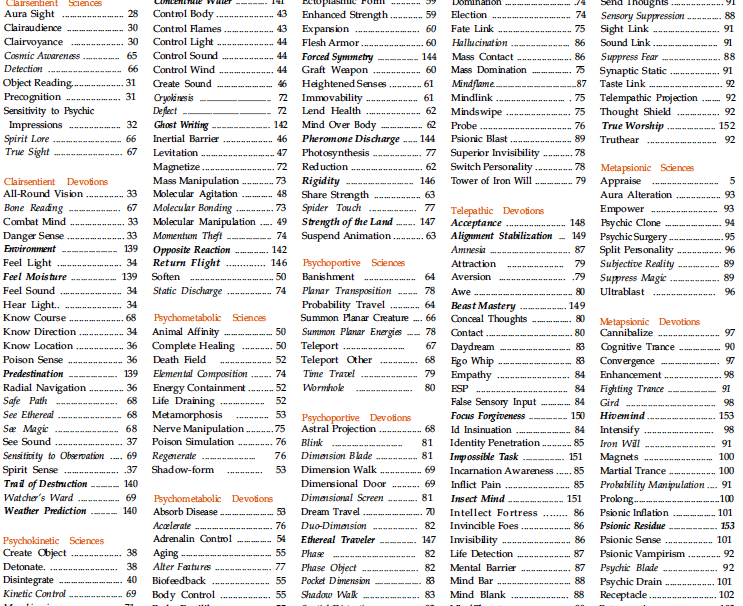 Clairsentient Sciences
Aura Sight 28
Clairaudience 30
Clairvoyance 30
Cosmic Awareness 65
Detection 66
Object Reading 31
Precognition 31
Sensitivity to Psychic
Impressions 32
Spirit Lore 66
True Sight 67
Clairsentient Devotions
All-Round Vision 33
Bone Reading 67
Combat Mind 33
Danger Sense 33
Environment 139
Feel Light 34
Feel Moisture 139
Feel Sound 34
Hear Light 34
Know Course 68
Know Direction 34
Know Location 36
Poison Sense 36
Predestination 139
Radial Navigation 36
Safe Path 68
See Ethereal 68
See Magic 68
See Sound 37
Sensitivity to Observation 69
Spirit Sense 37
Trail of Destruction 140
Watcher's Ward 69
Weather Prediction 140
Psychokinetic Sciences
Create Object 38
Detonate 38
Disintegrate 40
Kinetic Control 69
Concentrate Water 141
Control Body 43
Control Flames 43
Control Light 44
Control Sound 44
Control Wind 44
Create Sound 46
Cryokinesis 72
Deflect 72
Ghost Writing 142
Inertial Barrier 46
Levitation 47
Magnetize 72
Mass Manipulation 73
Molecular Agitation 48
Molecular Bonding 73
Molecular Manipulation 49
Momentum Theft 74
Opposite Reaction 142
Return Flight 146
Soften 50
Static Discharge 74
Psychometabolic Sciences
Animal Affinity 50
Complete Healing 50
Death Field 52
Elemental Composition 74
Energy Containment 52
Life Draining 52
Metamorphosis 53
Nerve Manipulation 75
Poison Simulation 76
Regenerate 76
Shadow-form 53
Psychometabolic Devotions
Absorb Disease 53
Accelerate 76
Adrenalin Control 54
Aging 55
Alter Features 77
Biofeedback 55
Body Control 55
Ectoplasmic Form 59
Enhanced Strength 59
Expansion 60
Flesh Armor 60
Forced Symmetry 144
Graft Weapon 60
Heightened Senses 61
Immovability 61
Lend Health 62
Mind Over Body 62
Pheromone Discharge 144
Photosynthesis 77
Reduction 62
Rigidity 146
Share Strength 63
Spider Touch 77
Strength of the Land 147
Suspend Animation 63
Psychoportive Sciences
Banishment 64
Planar Transposition 78
Probability Travel 64
Summon Planar Creature 66
Summon Planar Energies 78
Teleport 67
Teleport Other 68
Time Travel 79
Wormhole 80
Psychoportive Devotions
Astral Projection 68
Blink 81
Dimension Blade 81
Dimension Walk 69
Dimensional Door 69
Dimensional Screen 81
Dream Travel 70
Duo-Dimension 82
Ethereal Traveler 147
Phase 82
Phase Object 82
Pocket Dimension 83
Shadow Walk 83
Domination 74
Election 74
Fate Link 75
Hallucination 86
Mass Contact 86
Mass Domination 75
Mindflame 87
Mindlink 75
Mindswipe 75
Probe 76
Psionic Blast 89
Superior Invisibility 78
Switch Personality 78
Tower of Iron Will 79
Telepathic Devotions
Acceptance 148
Alignment Stabilization 149
Amnesia 87
Attraction 79
Aversion 79
Awe 80
Beast Mastery 149
Conceal Thoughts 80
Contact 80
Daydream 83
Ego Whip 83
Empathy 84
ESP 84
False Sensory Input 84
Focus Forgiveness 150
Id Insinuation 84
Identity Penetration 85
Impossible Task 151
Incarnation Awareness 85
Inflict Pain 85
Insect Mind 151
Intellect Fortress 86
Invincible Foes 86
Invisibility 86
Life Detection 87
Mental Barrier 87
Mind Bar 88
Mind Blank 88
Send Thoughts 91
Sensory Suppression 88
Sight Link 91
Sound Link 91
Suppress Fear 88
Synaptic Static 91
Taste Link 92
Telempathic Projection 92
Thought Shield 92
True Worship 152
Truthear 92
Metapsionic Sciences
Appraise 5
Aura Alteration 93
Empower 93
Psychic Clone 94
Psychic Surgery 95
Split Personality 96
Subjective Reality 89
Suppress Magic 89
Ultrablast 96
Metapsionic Devotions
Cannibalize 97
Cognitive Trance 90
Convergence 97
Enhancement 98
Fighting Trance 91
Gird 98
Hivemind 153
Intensify 98
Iron Will 91
Magnets 100
Martial Trance 100
Probability Manipulation 91
Prolong 100
Psionic Inflation 101
Psionic Residue 153
Psionic Sense 101
Psionic Vampirism 92
Psychic Blade 92
Psychic Drain 101
Receptacle 102